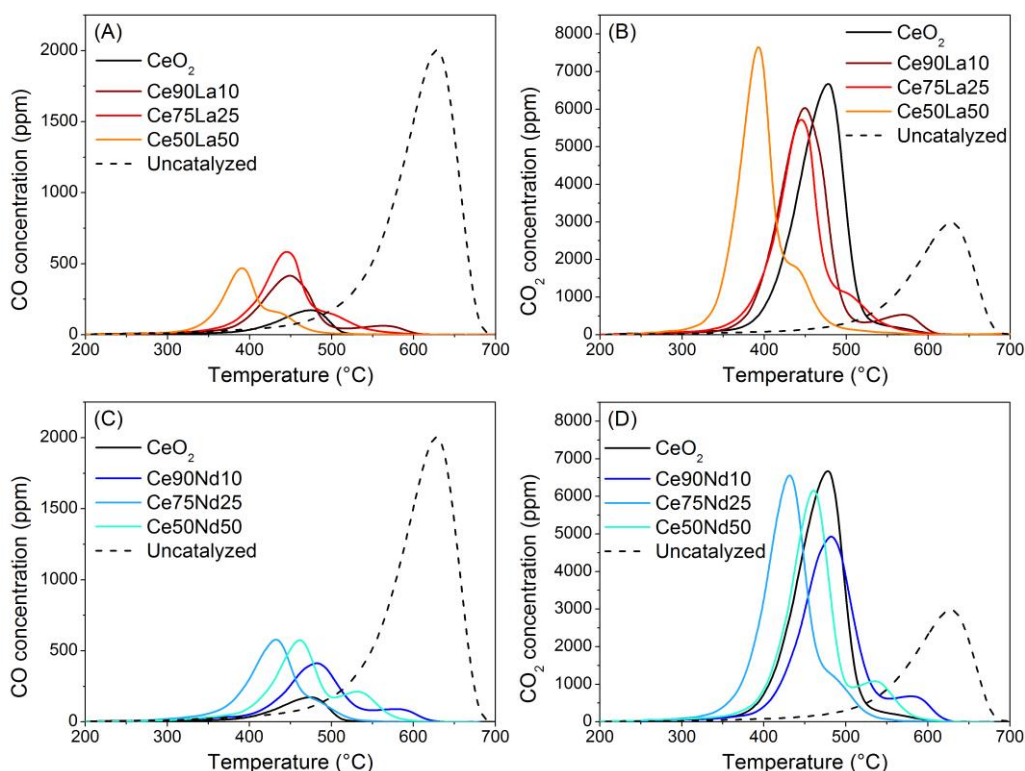 (A)
CeO₂
Ce90La10
Ce75La25
Ce50La50
Uncatalyzed
2000
1500
1000
500
0
CO concentration (ppm)
200 300 400 500 600 700
Temperature (°C)
(B)
CeO₂
Ce90La10
Ce75La25
Ce50La50
Uncatalyzed
8000
7000
6000
5000
4000
3000
2000
1000
0
CO₂ concentration (ppm)
200 300 400 500 600 700
Temperature (°C)
(C)
CeO₂
Ce90Nd10
Ce75Nd25
Ce50Nd50
Uncatalyzed
2000
1500
1000
500
0
CO concentration (ppm)
200 300 400 500 600 700
Temperature (°C)
(D)
CeO₂
Ce90Nd10
Ce75Nd25
Ce50Nd50
Uncatalyzed
8000
7000
6000
5000
4000
3000
2000
1000
0
CO₂ concentration (ppm)
200 300 400 500 600 700
Temperature (°C)